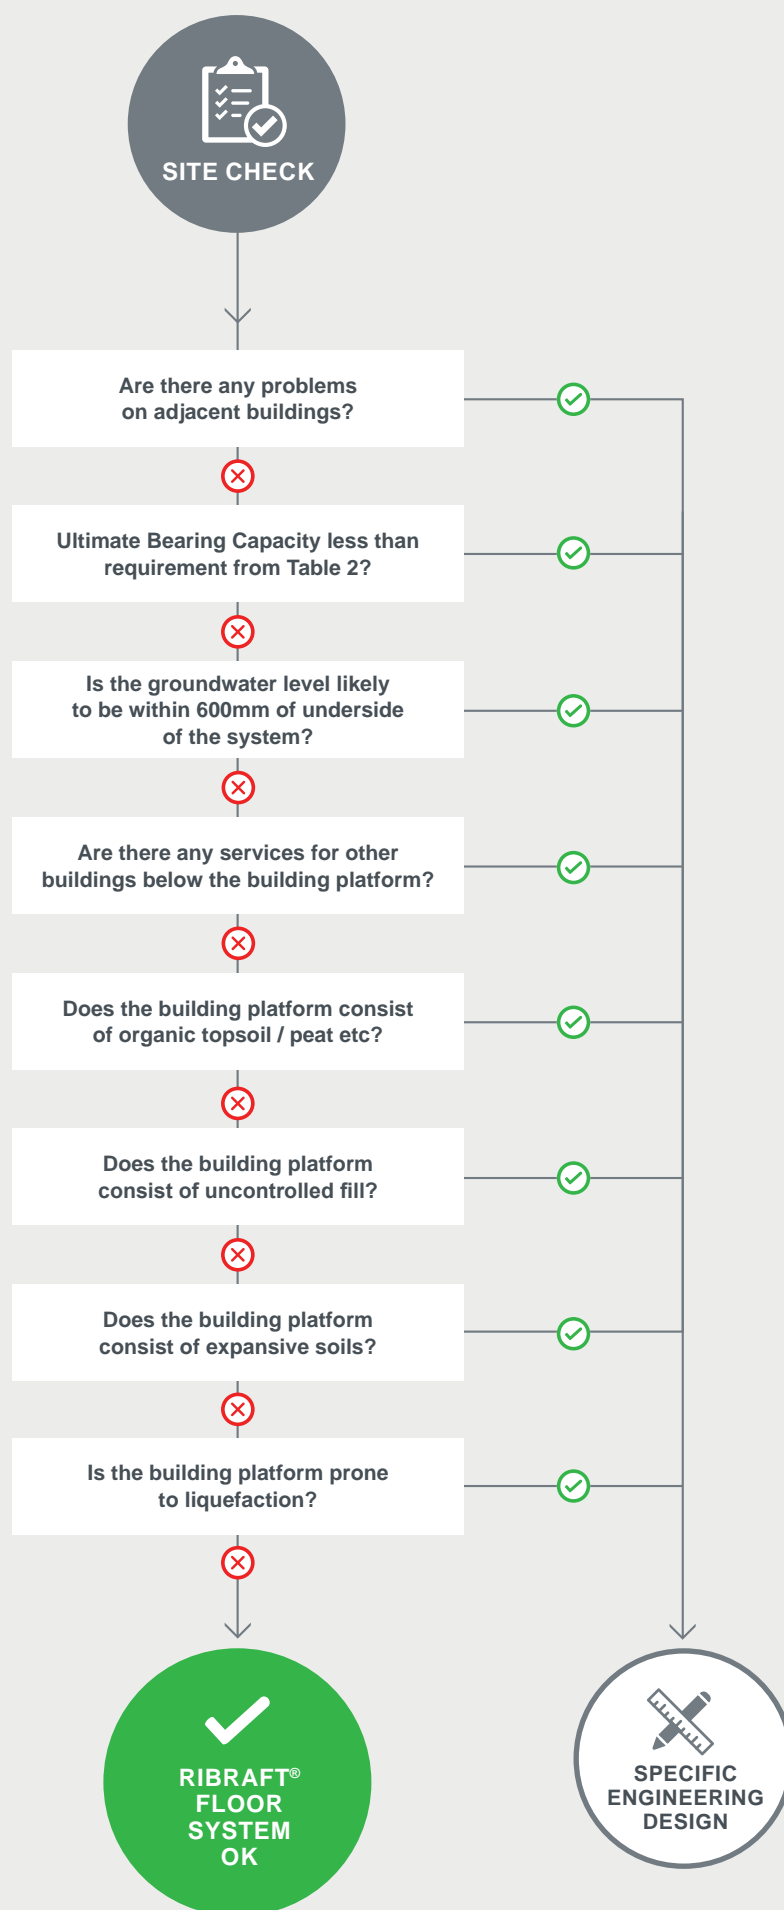 SITE CHECK
Are there any problems
on adjacent buildings?
Ultimate Bearing Capacity less than
requirement from Table 2?
Is the groundwater level likely
to be within 600mm of underside
of the system?
Are there any services for other
buildings below the building platform?
Does the building platform consist
of organic topsoil / peat etc?
Does the building platform
consist of uncontrolled fill?
Does the building platform
consist of expansive soils?
Is the building platform prone
to liquefaction?
RIBRAFT®
FLOOR
SYSTEM
OK
SPECIFIC
ENGINEERING
DESIGN